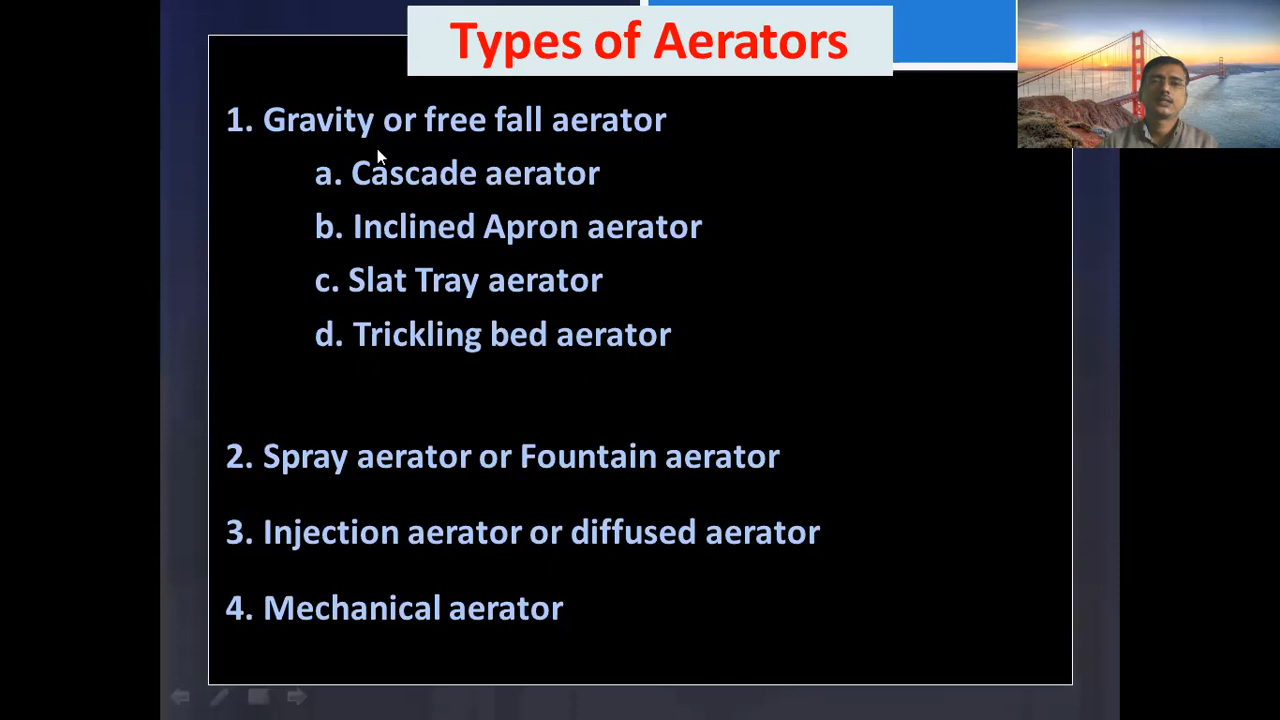 Types of Aerators
1. Gravity or free fall aerator
a. Cascade aerator
b. Inclined Apron aerator
c. Slat Tray aerator
d. Trickling bed aerator
2. Spray aerator or Fountain aerator
3. Injection aerator or diffused aerator
4. Mechanical aerator